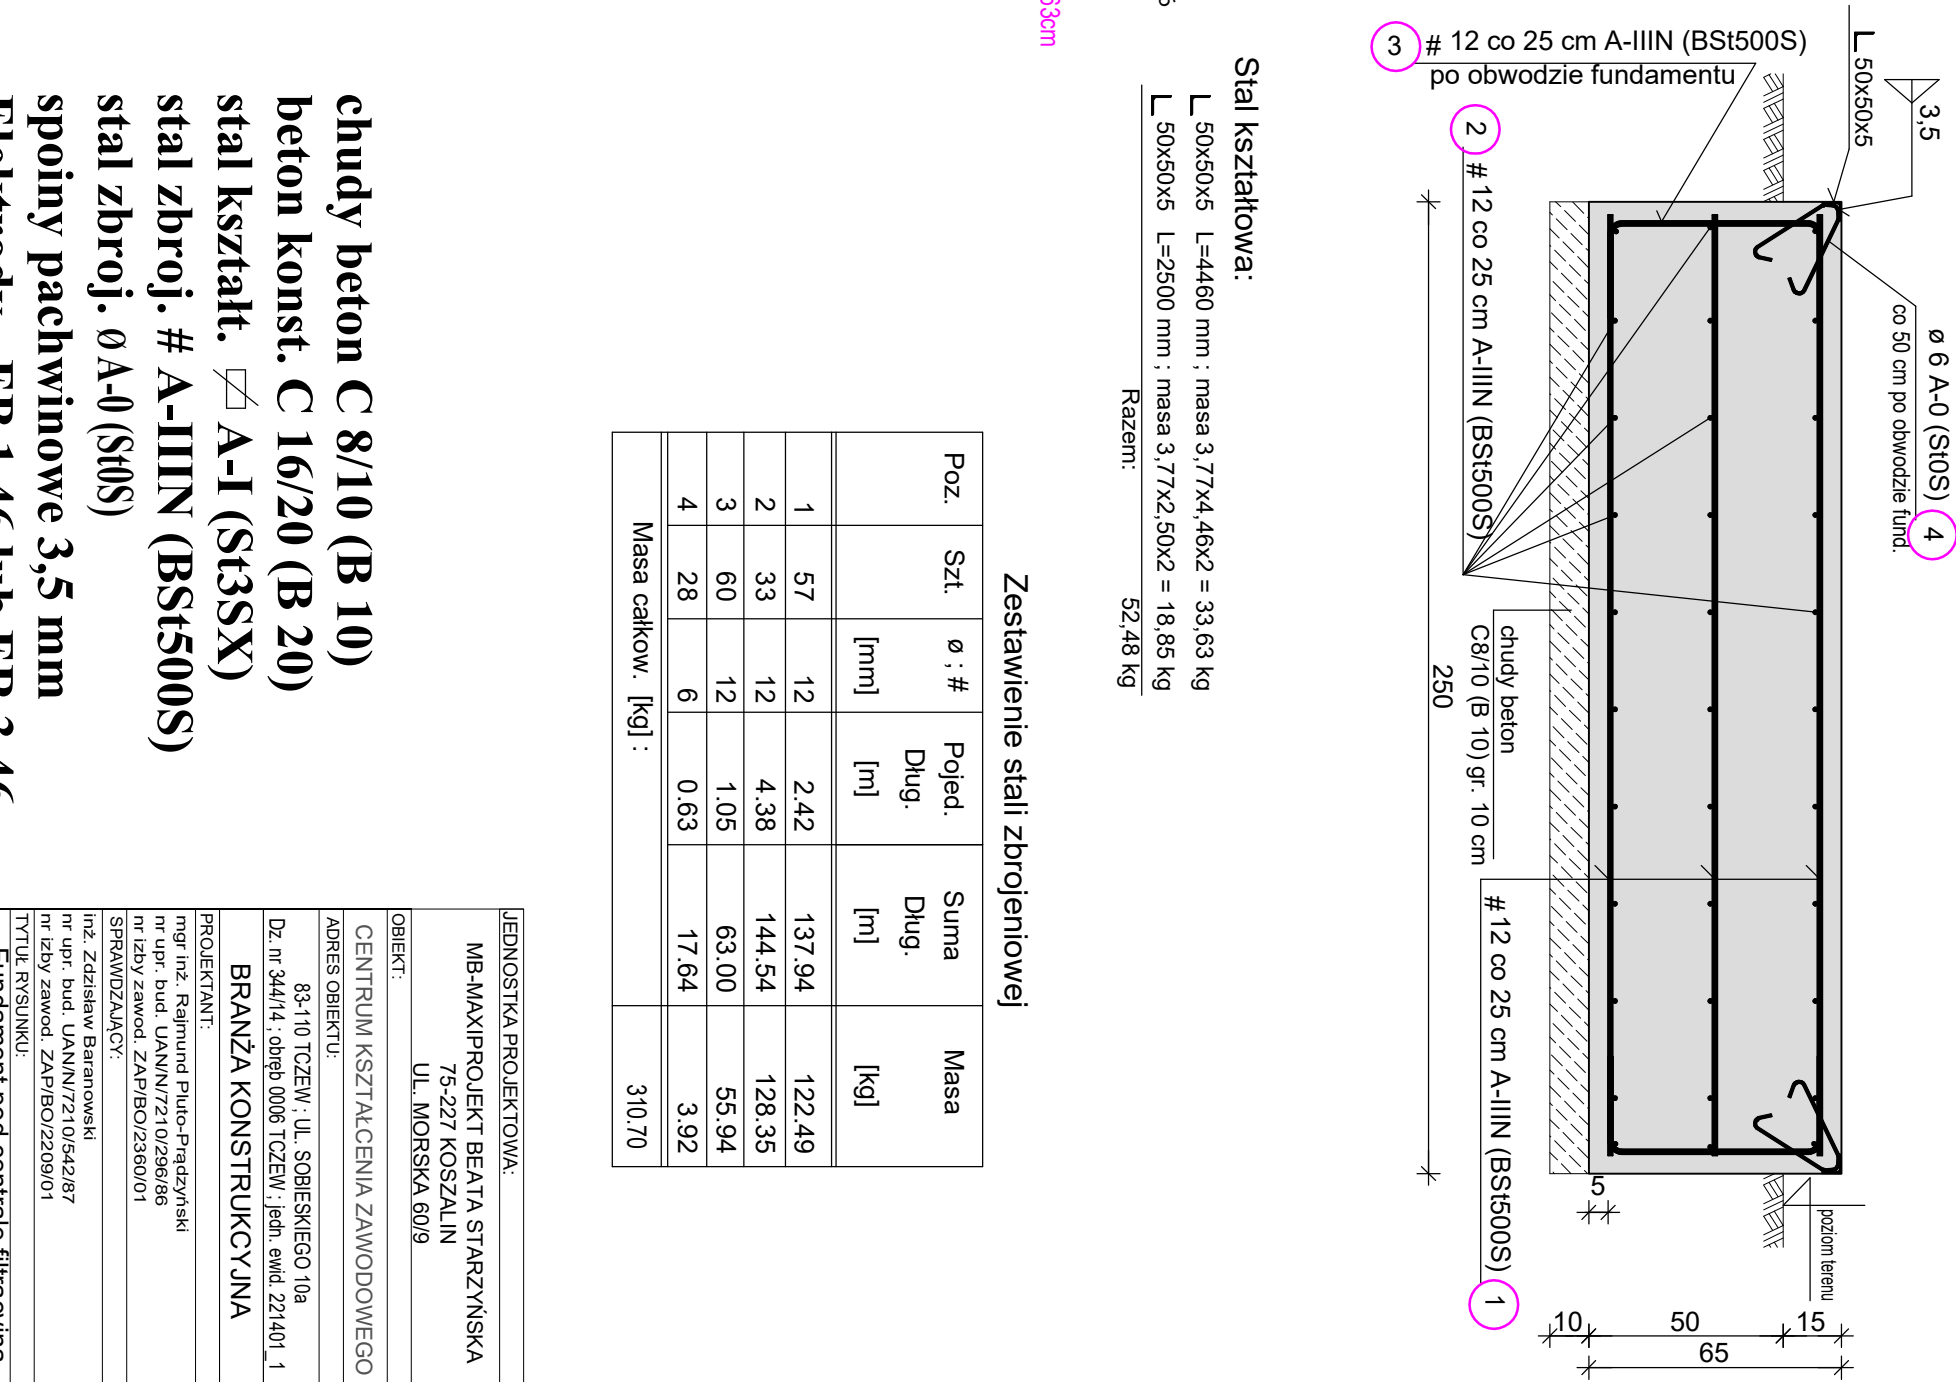 3 # 12 co 25 cm A-IIIN (BSt500S)
po obwodzie fundamentu
2 #12 co 25 cm A-IIIN (BSt500S)
L 50x50x5
3,5
ø 6 A-0 (St0S) 4
co 50 cm po obwodzie fund.
chudy beton
C8/10 (B 10) gr. 10 cm
250
#12 co 25 cm A-IIIN (BSt500S) 1
5
poziom terenu
10
50
15
65
63cm
Stal kształtowa:
L 50x50x5 L=4460 mm ; masa 3,77x4,46x2 = 33,63 kg
L 50x50x5 L=2500 mm ; masa 3,77x2,50x2 = 18,85 kg
Razem: 52,48 kg
Zestawienie stali zbrojeniowej
Poz. Szt. ø ; # [mm] Pojed. Dług. [m] Suma Dług. [m] Masa [kg]
1 57 12 2.42 137.94 122.49
2 33 12 4.38 144.54 128.35
3 60 12 1.05 63.00 55.94
4 28 6 0.63 17.64 3.92
Masa całkow. [kg] : 310.70
chudy beton C 8/10 (B 10)
beton konst. C 16/20 (B 20)
stal kształt. A-I (St3SX)
stal zbroj. # A-IIIN (BSt500S)
stal zbroj. ø A-0 (St0S)
spoiny pachwinowe 3,5 mm
JEDNOSTKA PROJEKTOWA:
MB-MAXIPROJEKT BEATA STARZYŃSKA
75-227 KOSZALIN
UL. MORSKA 60/9
OBIEKT:
CENTRUM KSZTAŁCENIA ZAWODOWEGO
ADRES OBIEKTU:
83-110 TCZEW ; UL. SOBIESKIEGO 10a
Dz. nr 344/14 ; obręb 0006 TCZEW ; jedn. ewid. 221401_1
BRANŻA KONSTRUKCYJNA
PROJEKTANT:
mgr inż. Rajmund Pluto-Prądzyński
nr upr. bud. UAN/N/7210/296/86
nr izby zawod. ZAP/BO/2360/01
SPRAWDZAJĄCY:
inż. Zdzisław Baranowski
nr upr. bud. UAN/N/7210/542/87
nr izby zawod. ZAP/BO/2209/01
TYTUŁ RYSUNKU:
Fundament pod centralę filtracyjną